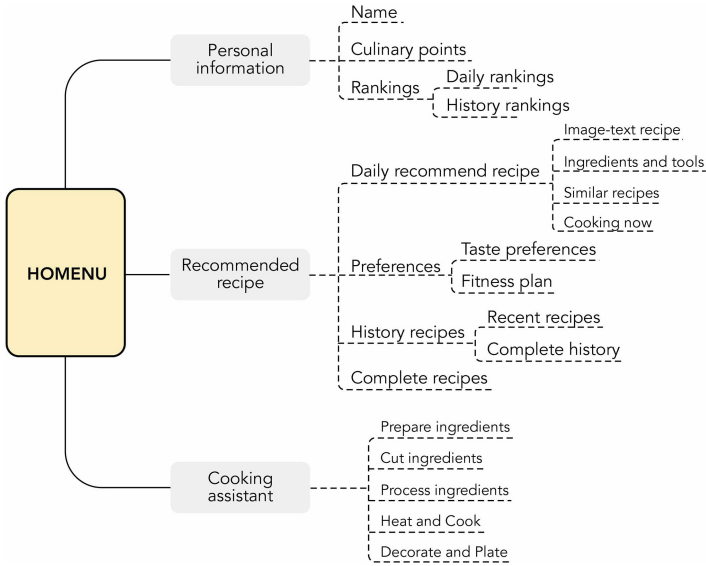 HOMENU
Personal
information
Name
Culinary points
Rankings
Daily rankings
History rankings
Recommended
recipe
Daily recommend recipe
Image-text recipe
Ingredients and tools
Similar recipes
Cooking now
Preferences
Taste preferences
Fitness plan
History recipes
Recent recipes
Complete history
Complete recipes
Cooking
assistant
Prepare ingredients
Cut ingredients
Process ingredients
Heat and Cook
Decorate and Plate